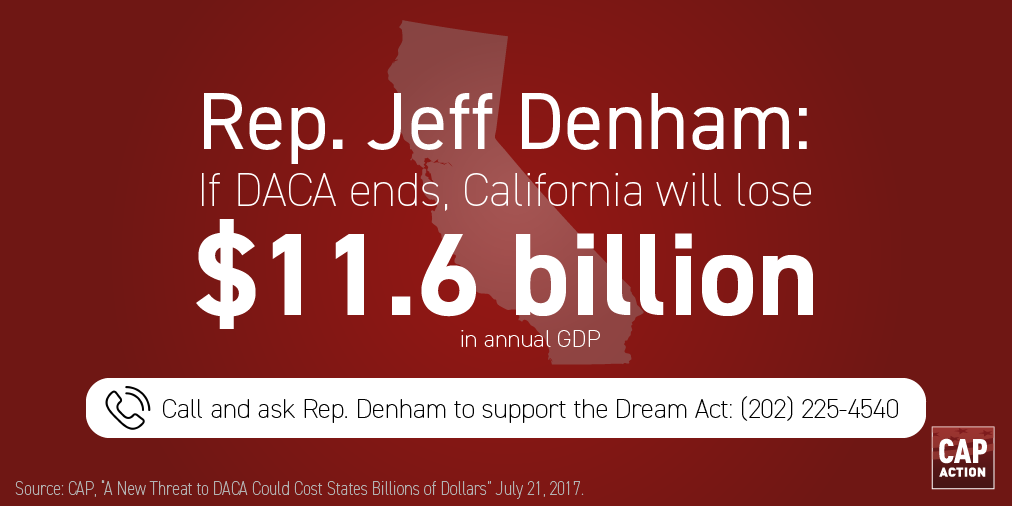 Rep. Jeff Denham:
If DACA ends, California will lose
$11.6 billion
in annual GDP
Call and ask Rep. Denham to support the Dream Act: (202) 225-4540
CAP
ACTION
Source: CAP, "A New Threat to DACA Could Cost States Billions of Dollars" July 21, 2017.